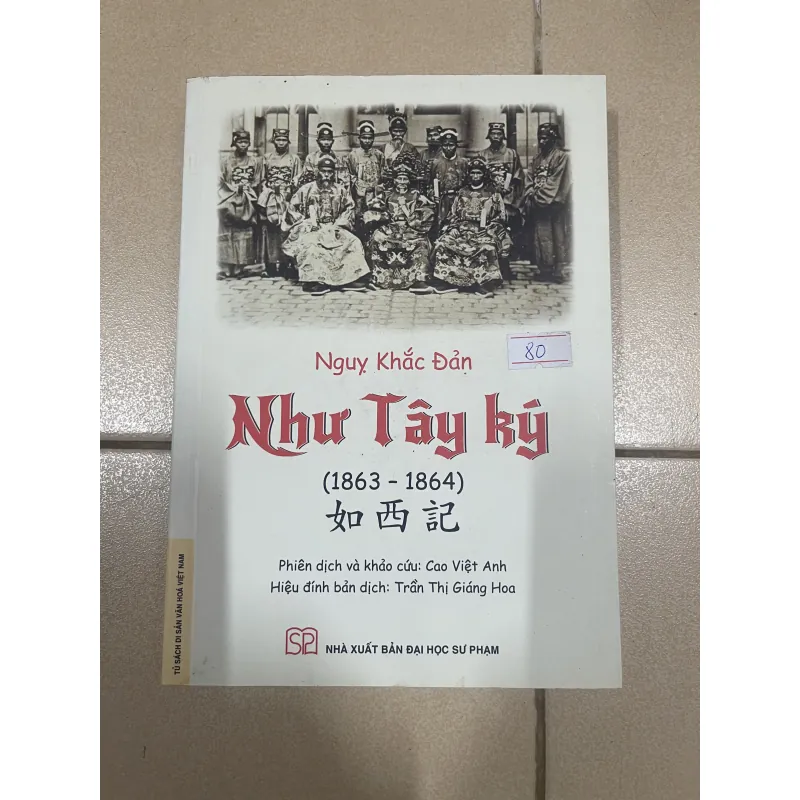 80
Nguỵ Khắc Đản
Như Tây ký
(1863 - 1864)
如西記
Phiên dịch và khảo cứu: Cao Việt Anh
Hiệu đính bản dịch: Trần Thị Giáng Hoa
SP
NHÀ XUẤT BẢN ĐẠI HỌC SƯ PHẠM
TỦ SÁCH DI SẢN VĂN HOÁ VIỆT NAM